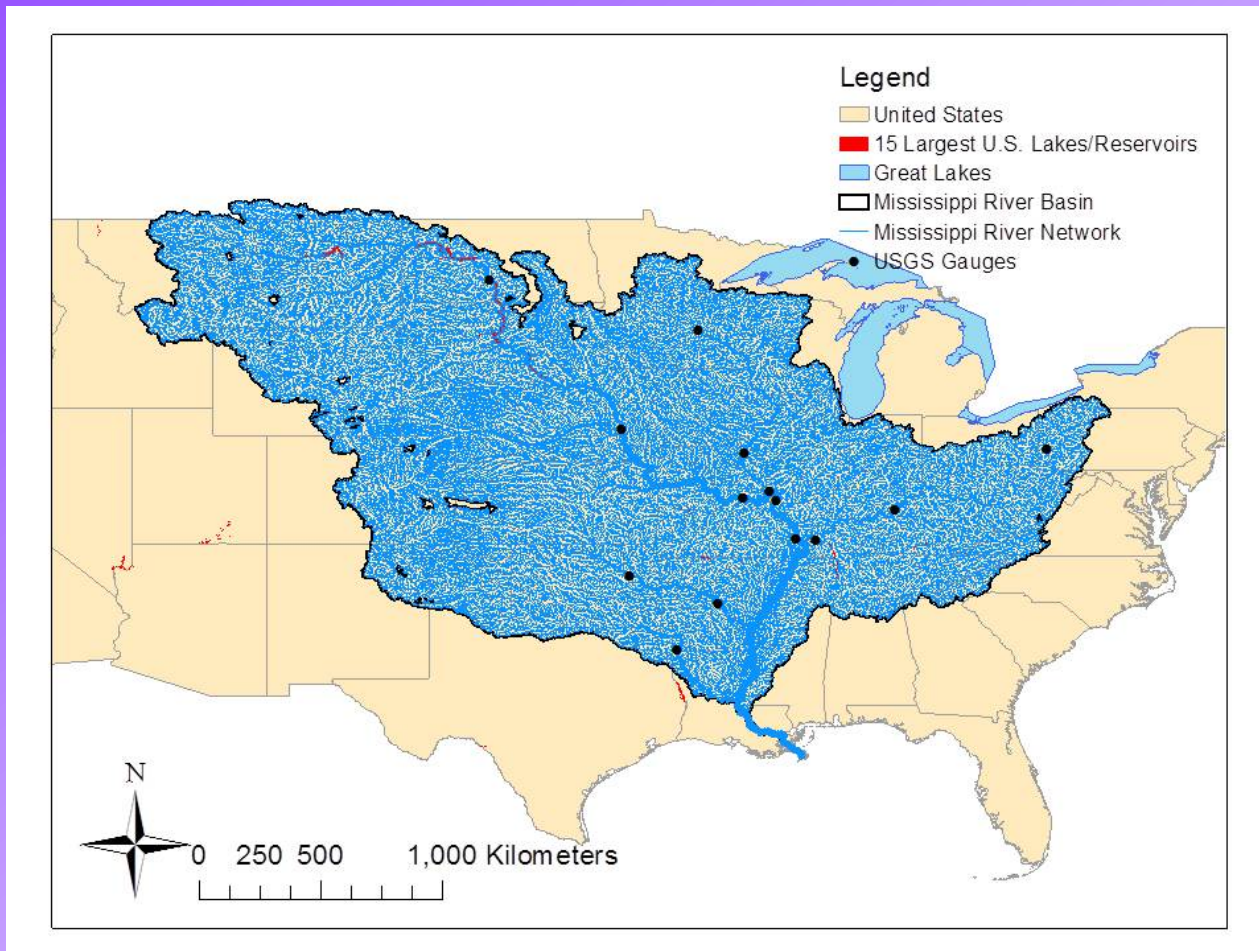 Legend
United States
15 Largest U.S. Lakes/Reservoirs
Great Lakes
Mississippi River Basin
Mississippi River Network
USGS Gauges
N
0 250 500 1,000 Kilometers